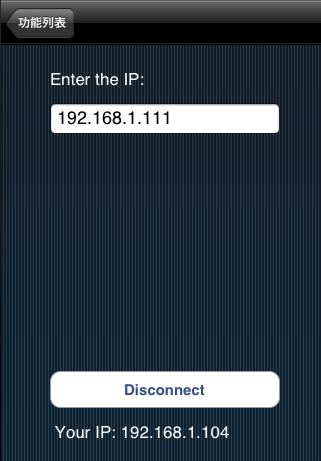 功能列表
Enter the IP:
192.168.1.111
Disconnect
Your IP: 192.168.1.104